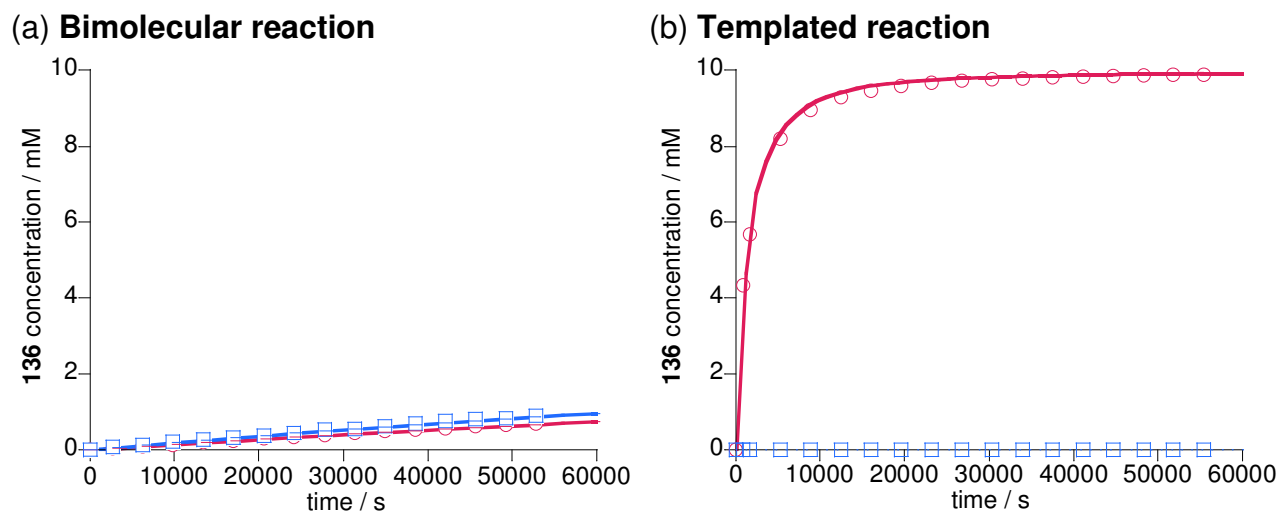 (a) Bimolecular reaction
136 concentration / mM
10
8
6
4
2
0
0 10000 20000 30000 40000 50000 60000
time / s
(b) Templated reaction
136 concentration / mM
10
8
6
4
2
0
0 10000 20000 30000 40000 50000 60000
time / s